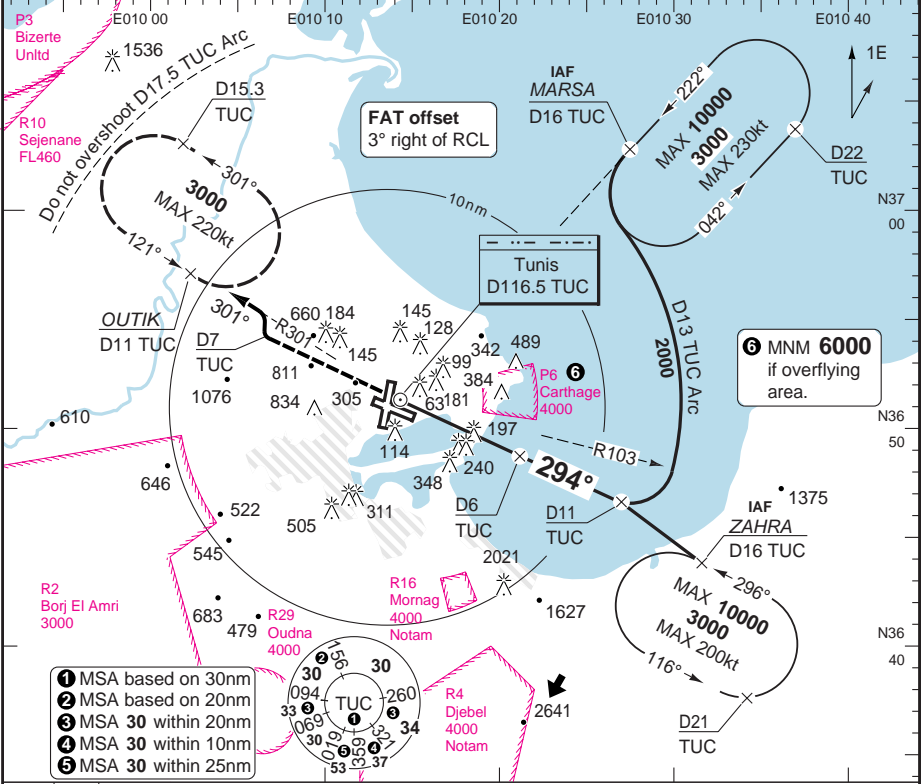 E010 00
E010 10
E010 20
E010 30
E010 40
P3
Bizerte
Unltd
1536
R10
Sejenane
FL460
Do not overshoot D17.5 TUC Arc
D15.3
TUC
FAT offset
3° right of RCL
IAF
MARSA
D16 TUC
222°
MAX 10000
3000
MAX 230kt
042°
D22
TUC
1E
N37
00
301°
3000
MAX 220kt
121°
10nm
Tunis
D116.5 TUC
OUTIK
D11 TUC
301°
R301
D7
TUC
660
184
145
145
128
342
489
99
384
P6
Carthage
4000
6
D13 TUC Arc
2000
6 MNM 6000
if overflying
area.
1076
811
834
305
63
181
610
114
197
240
348
R103
294°
D6
TUC
D11
TUC
N36
50
646
522
505
311
545
2021
1375
IAF
ZAHRA
D16 TUC
296°
MAX 10000
3000
MAX 200kt
116°
D21
TUC
R2
Borj El Amri
3000
683
479
R29
Oudna
4000
R16
Mornag
4000
Notam
1627
N36
40
1 MSA based on 30nm
2 MSA based on 20nm
3 MSA 30 within 20nm
4 MSA 30 within 10nm
5 MSA 30 within 25nm
156
2
30
30
094
TUC
260
33
3
1
3
069
34
30
019
359
321
5
4
53
37
R4
Djebel
4000
Notam
2641